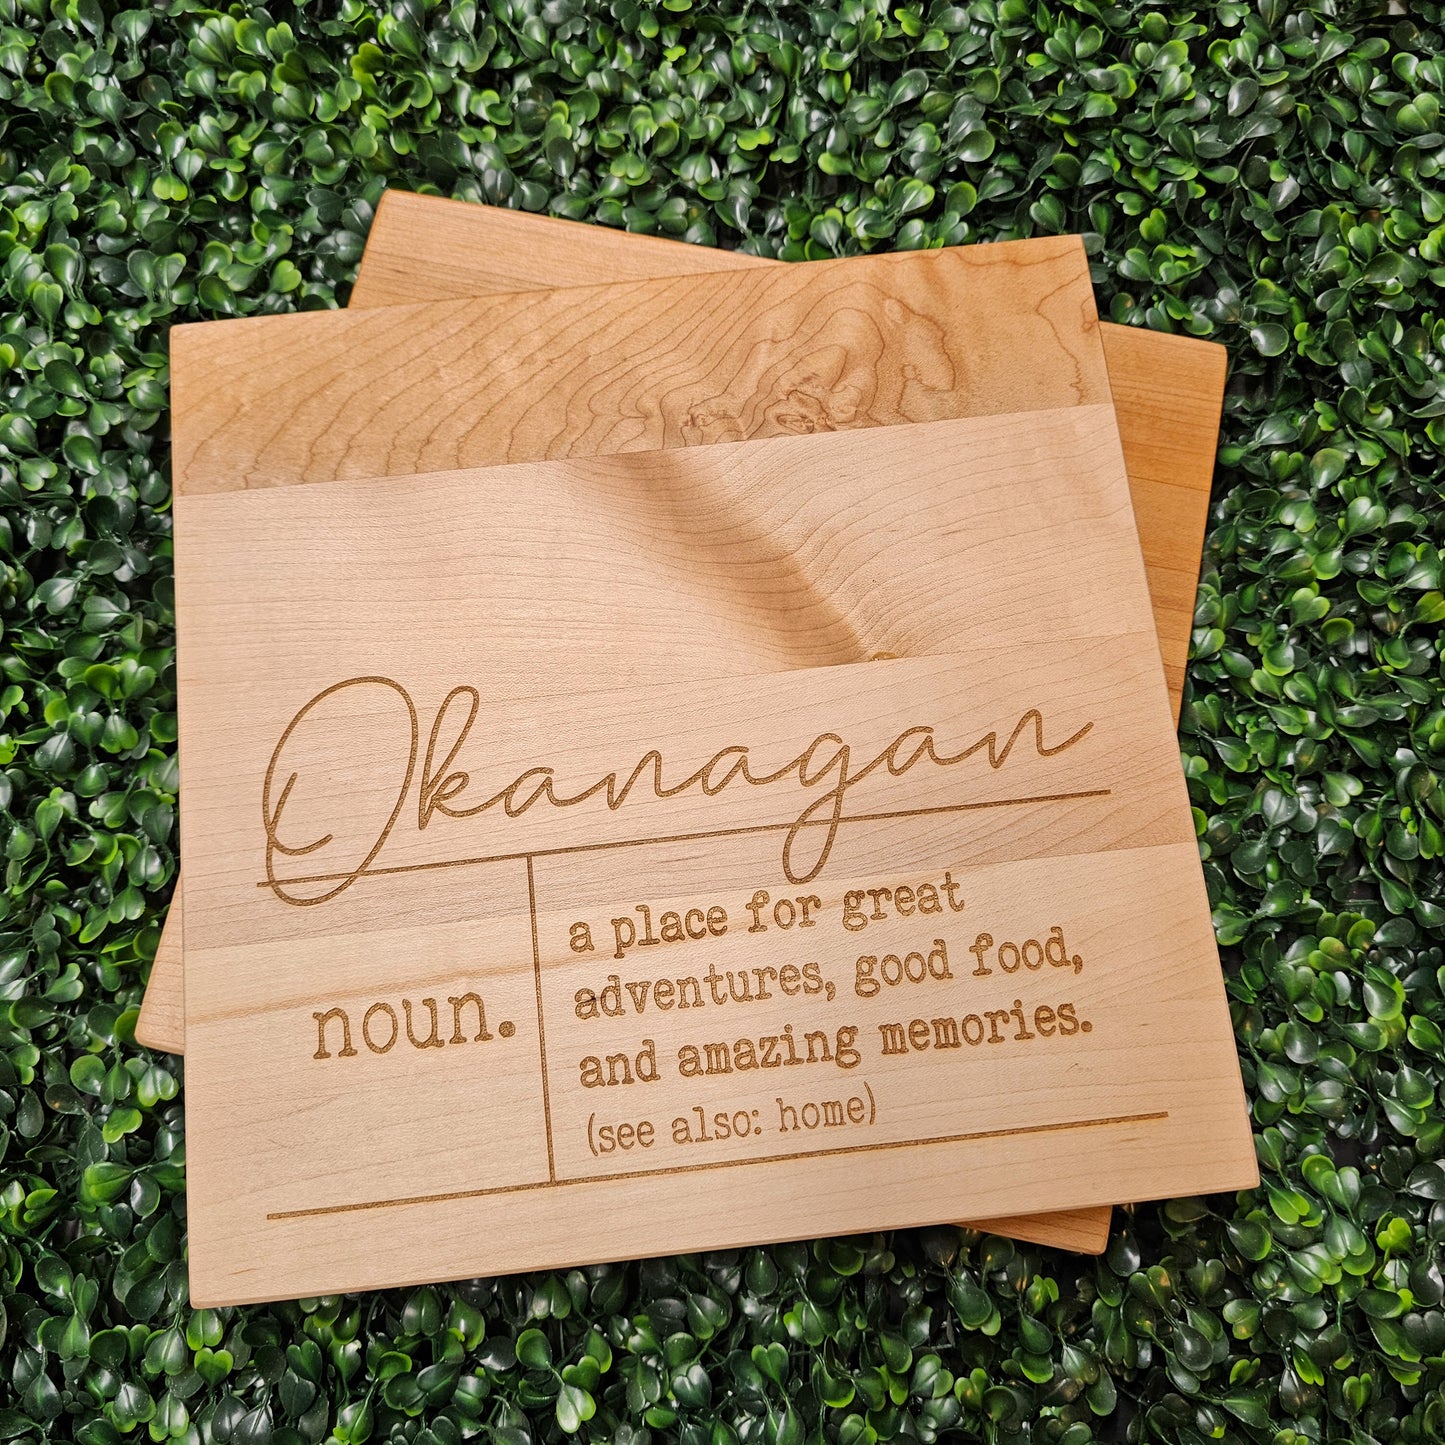 Okanagan
noun.
a place for great
adventures, good food,
and amazing memories.
(see also: home)